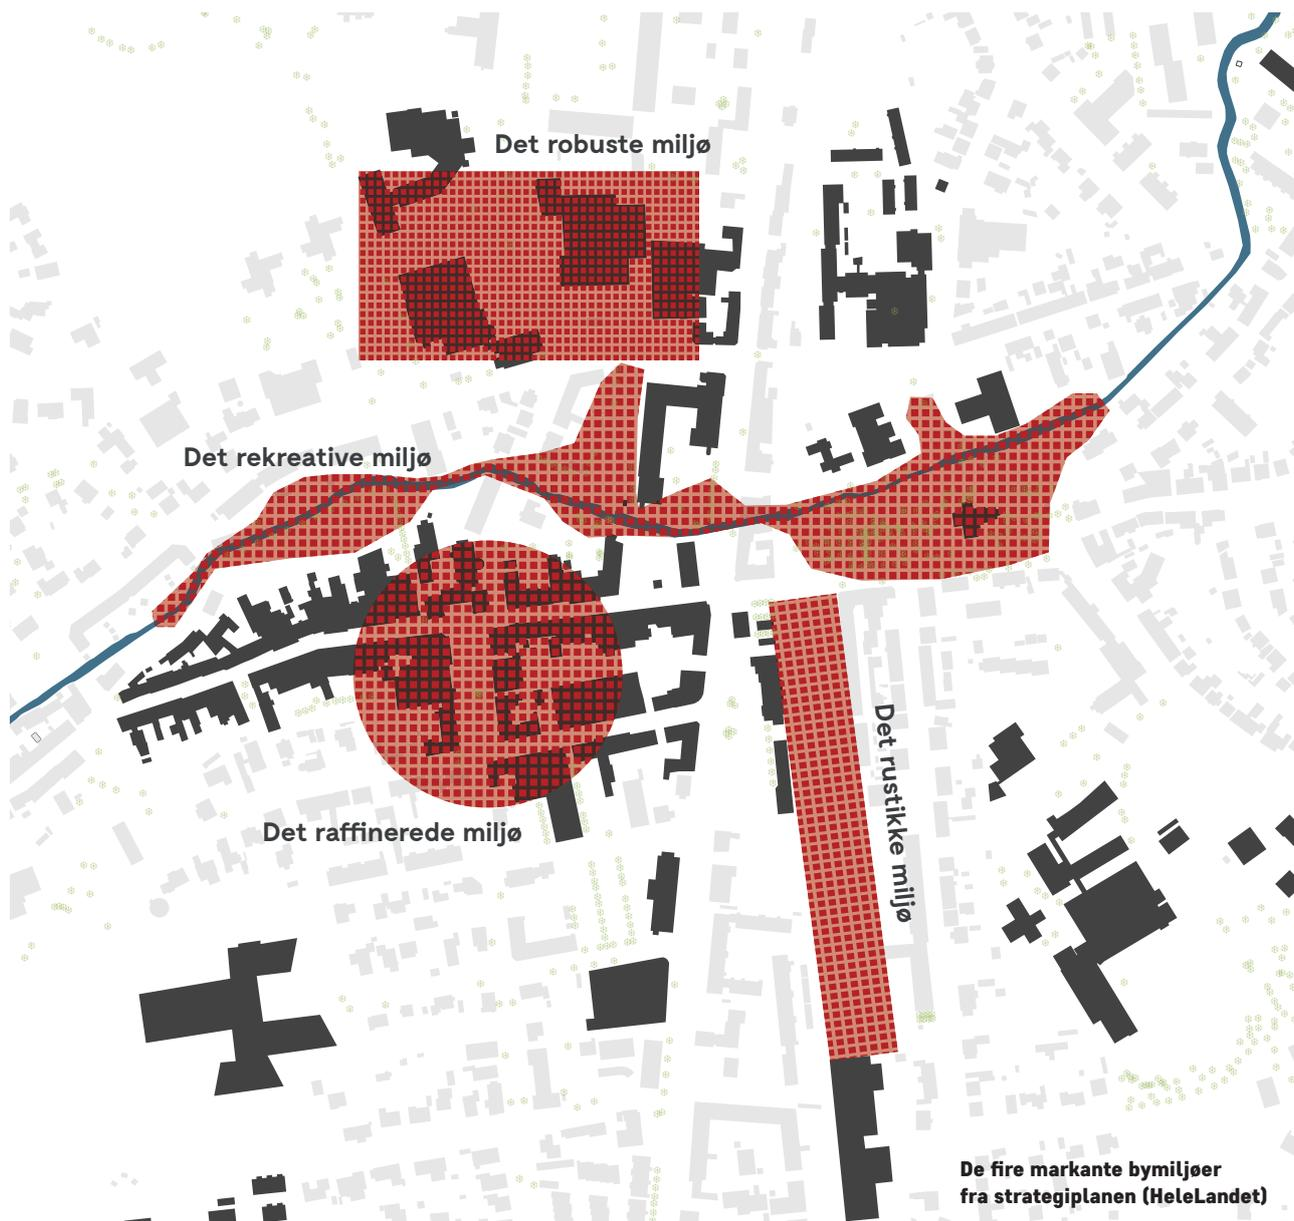 Det robuste miljø
Det rekreative miljø
Det rustikke miljø
Det raffinerede miljø
De fire markante bymiljøer
fra strategiplanen (HeleLandet)